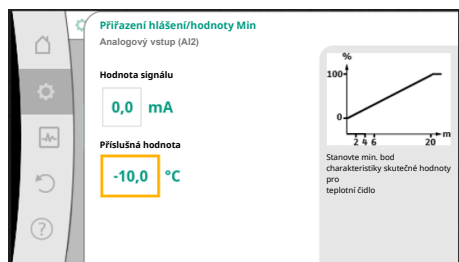 Přiřazení hlášení/hodnoty Min
Analogový vstup (AI2)
Hodnota signálu
0,0 mA
Příslušná hodnota
-10,0 °C
%
100
0
2 4 6 20
m
Stanovte min. bod
charakteristiky skutečné hodnoty
pro
teplotní čidlo